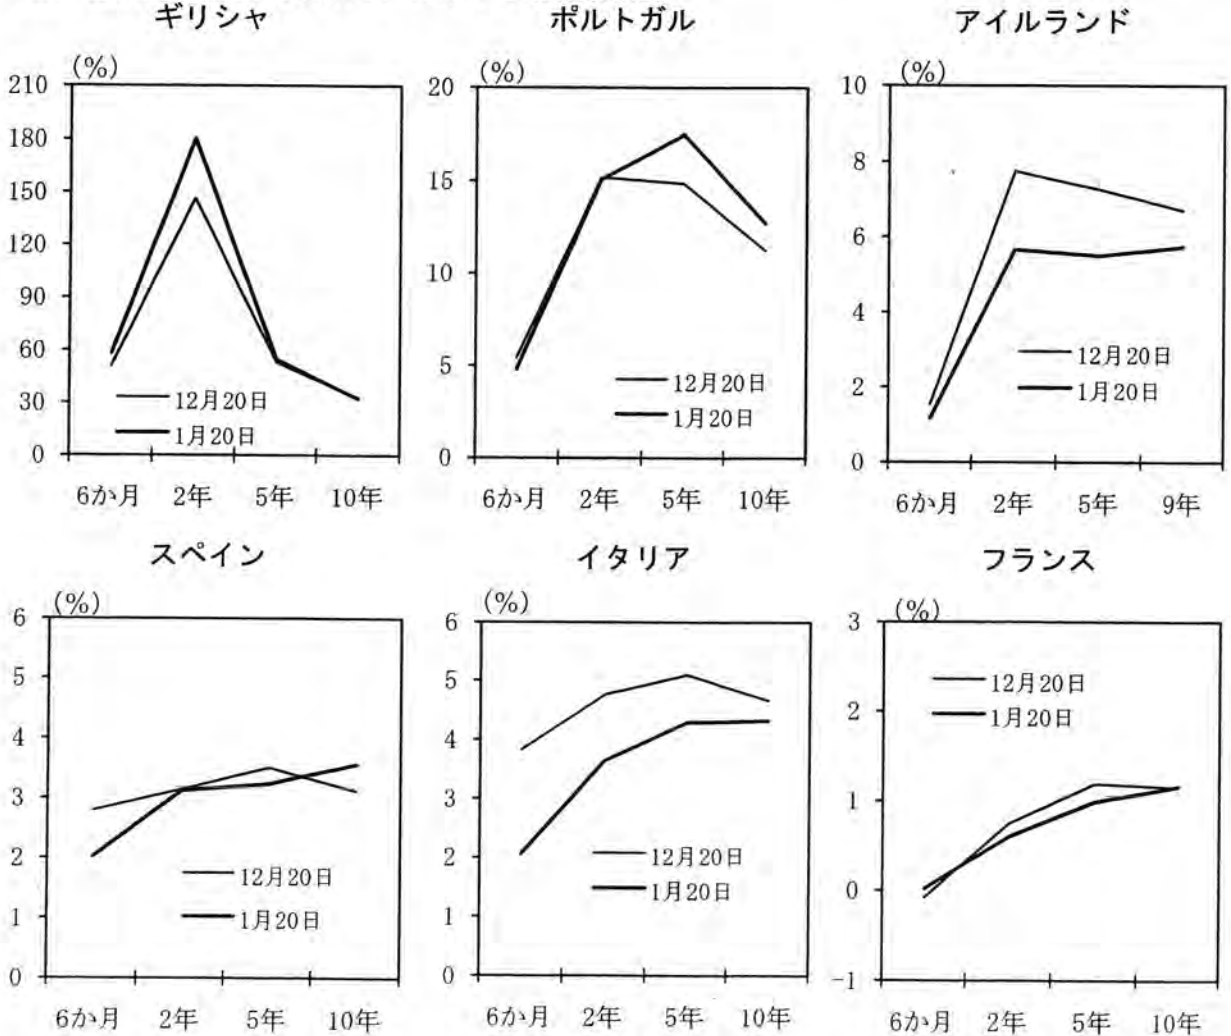 ギリシャ
(%)
210
180
150
120
90
60
30
0
12月20日
1月20日
6か月 2年 5年 10年
ポルトガル
(%)
20
15
10
5
0
12月20日
1月20日
6か月 2年 5年 10年
アイルランド
(%)
10
8
6
4
2
0
12月20日
1月20日
6か月 2年 5年 9年
スペイン
(%)
6
5
4
3
2
1
0
12月20日
1月20日
6か月 2年 5年 10年
イタリア
(%)
6
5
4
3
2
1
0
12月20日
1月20日
6か月 2年 5年 10年
フランス
(%)
3
2
1
0
-1
12月20日
1月20日
6か月 2年 5年 10年